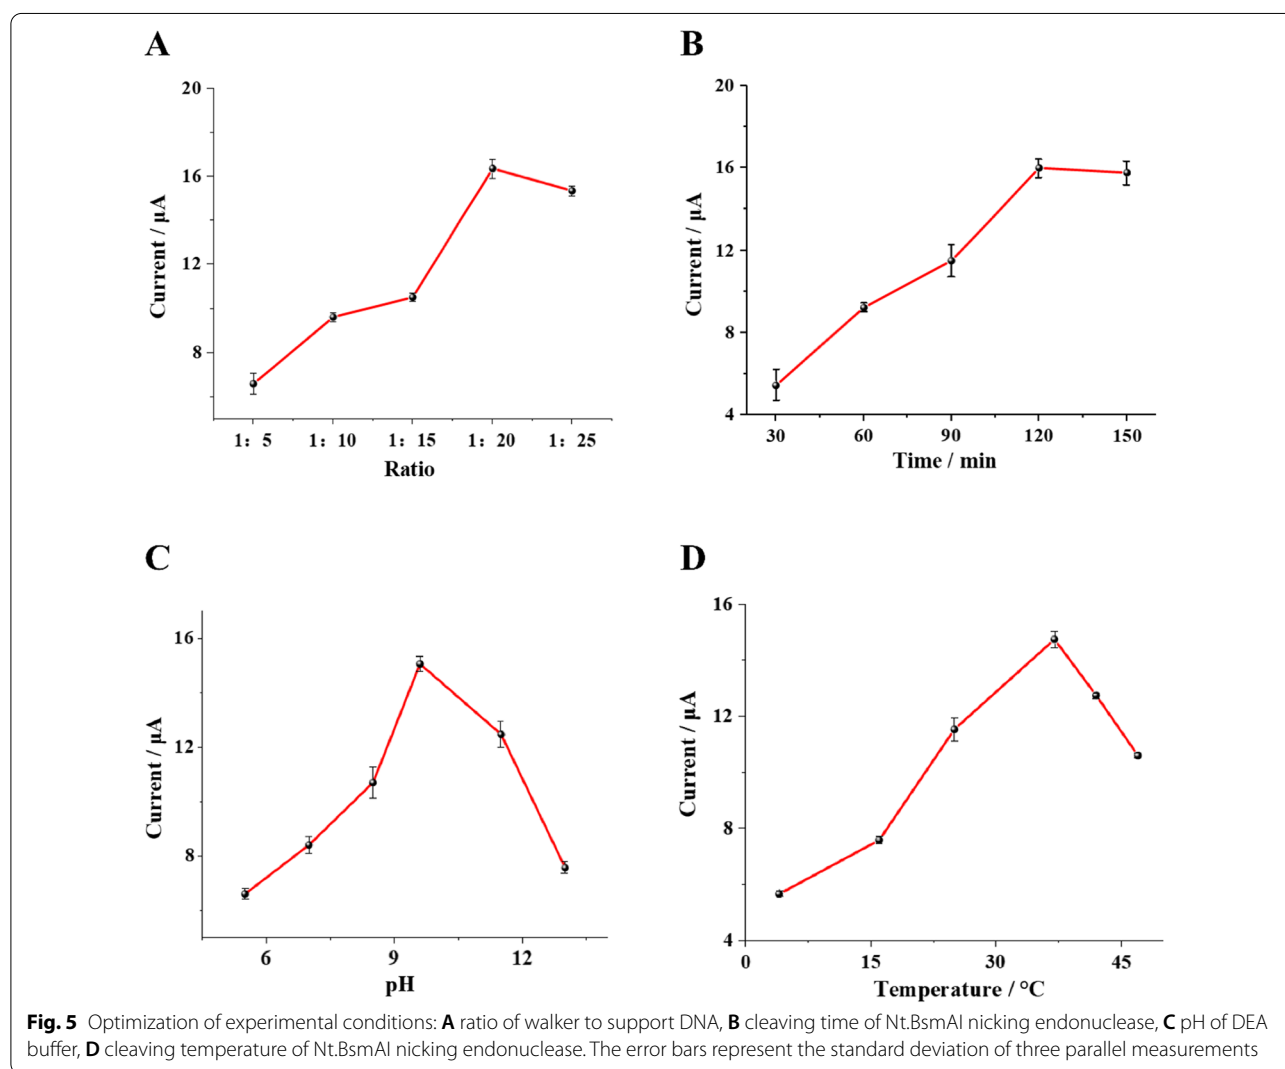 A
20
16
12
8
Current / µA
1: 5 1: 10 1: 15 1: 20 1: 25
Ratio
B
20
16
12
8
4
Current / µA
30 60 90 120 150
Time / min
C
16
12
8
Current / µA
6 9 12
pH
D
16
12
8
4
Current / µA
0 15 30 45
Temperature / °C
Fig. 5 Optimization of experimental conditions: A ratio of walker to support DNA, B cleaving time of Nt.BsmAI nicking endonuclease, C pH of DEA
buffer, D cleaving temperature of Nt.BsmAI nicking endonuclease. The error bars represent the standard deviation of three parallel measurements